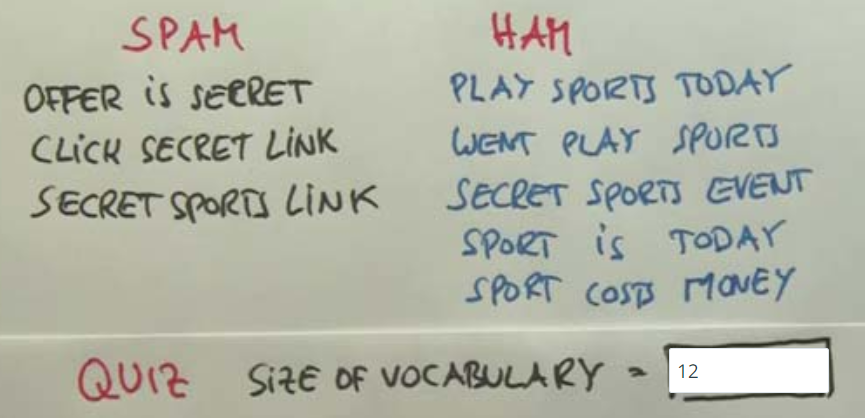 SPAM
OFFER iS SECRET
CLiCK SECRET LiNK
SECRET SPORTS LiNK
HAM
PLAY SPORTS TODAY
WENT PLAY SPORTS
SECRET SPORTS EVENT
SPORT iS TODAY
SPORT COSTS MONEY
QUIZ SiZE OF VOCABULARY = 12